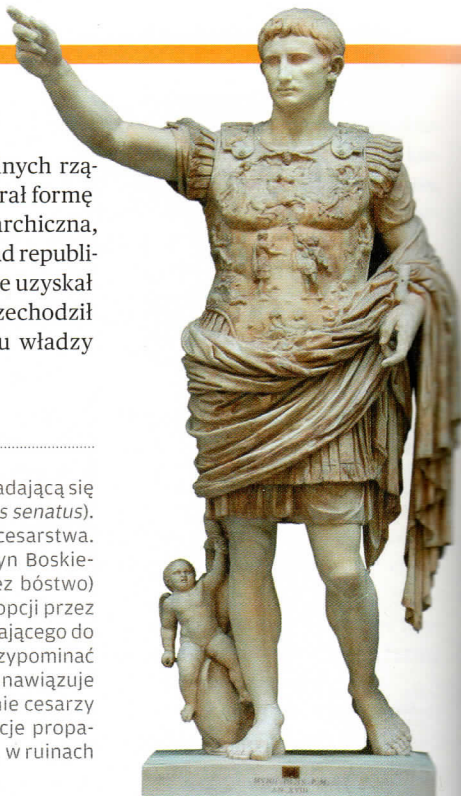 nnych rzą-
rał formę
archiczna,
ad republi-
e uzyskał
zechodził
u władzy
adającą się
s senatus).
cesarstwa.
yn Boskie-
ez bóstwo)
opcji przez
ającego do
zypominać
nawiązuje
nie cesarzy
cje propa-
w ruinach